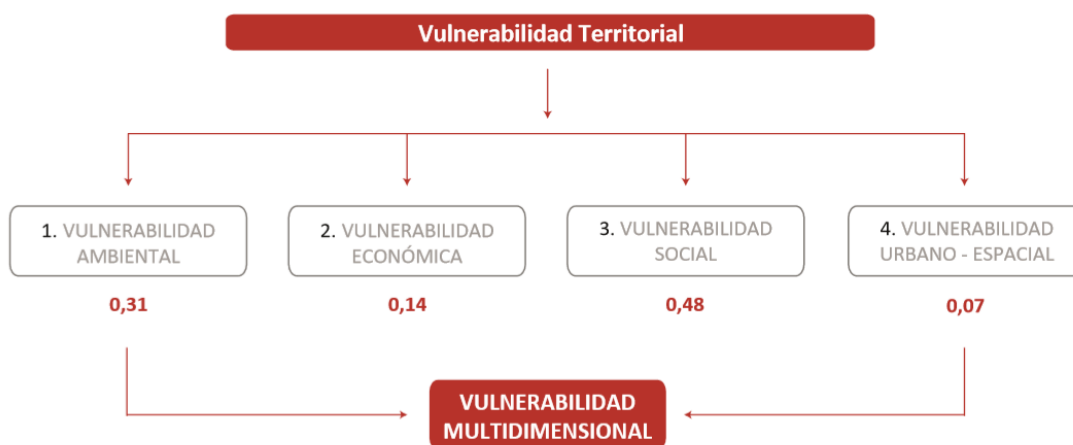 Vulnerabilidad Territorial
1. VULNERABILIDAD
AMBIENTAL
2. VULNERABILIDAD
ECONÓMICA
3. VULNERABILIDAD
SOCIAL
4. VULNERABILIDAD
URBANO - ESPACIAL
0,31
0,14
0,48
0,07
VULNERABILIDAD
MULTIDIMENSIONAL